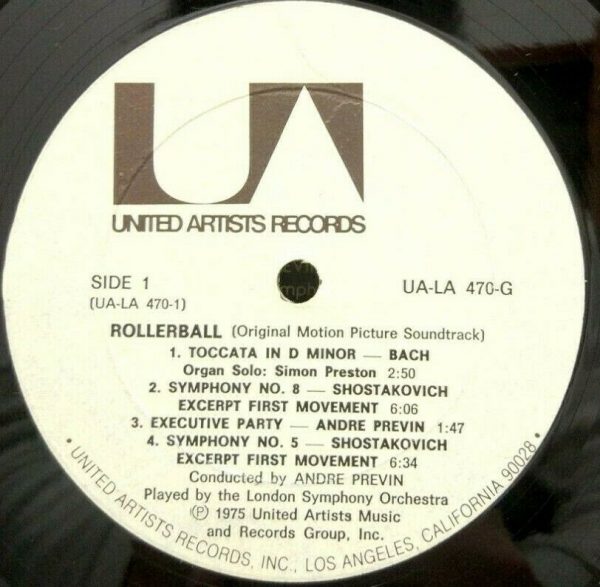 UA
UNITED ARTISTS RECORDS
SIDE 1
(UA-LA 470-1)
UA-LA 470-G
ROLLERBALL (Original Motion Picture Soundtrack)
1. TOCCATA IN D MINOR — BACH
Organ Solo: Simon Preston 2:50
2. SYMPHONY NO. 8 — SHOSTAKOVICH
EXCERPT FIRST MOVEMENT 6:06
3. EXECUTIVE PARTY — ANDRE PREVIN 1:47
4. SYMPHONY NO. 5 — SHOSTAKOVICH
EXCERPT FIRST MOVEMENT 6:34
Conducted by ANDRE PREVIN
Played by the London Symphony Orchestra
Ⓟ 1975 United Artists Music
and Records Group, Inc.
• UNITED ARTISTS RECORDS, INC., LOS ANGELES, CALIFORNIA 90028 •